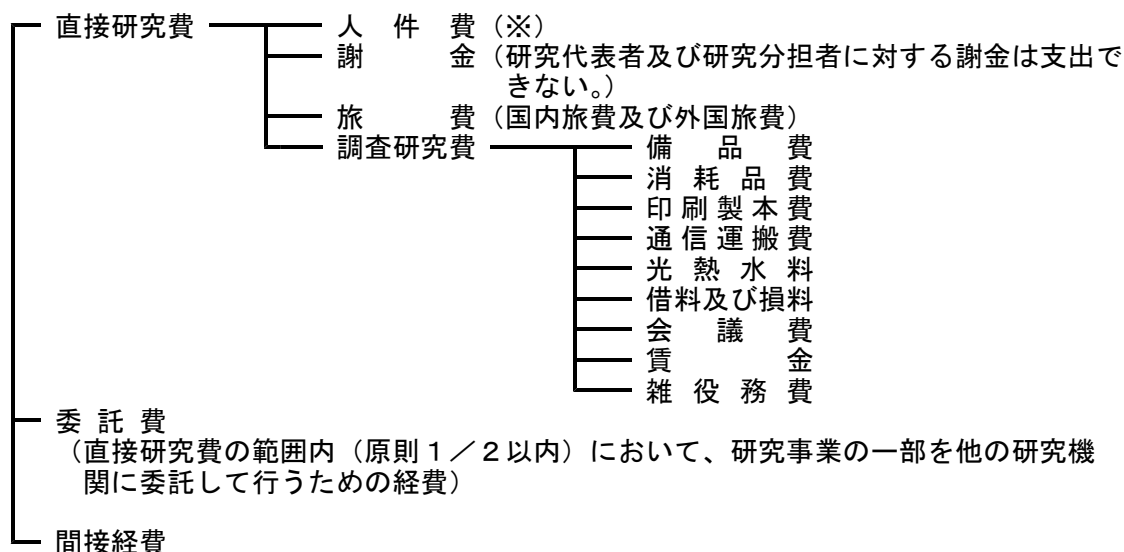 直接研究費 人件費(※)
謝金(研究代表者及び研究分担者に対する謝金は支出で
きない。)
旅費(国内旅費及び外国旅費)
調査研究費 備品費
消耗品費
印刷製本費
通信運搬費
光熱水料
借料及び損料
会議費
賃金
雑役務費
委託費
(直接研究費の範囲内(原則1/2以内)において、研究事業の一部を他の研究機
関に委託して行うための経費)
間接経費